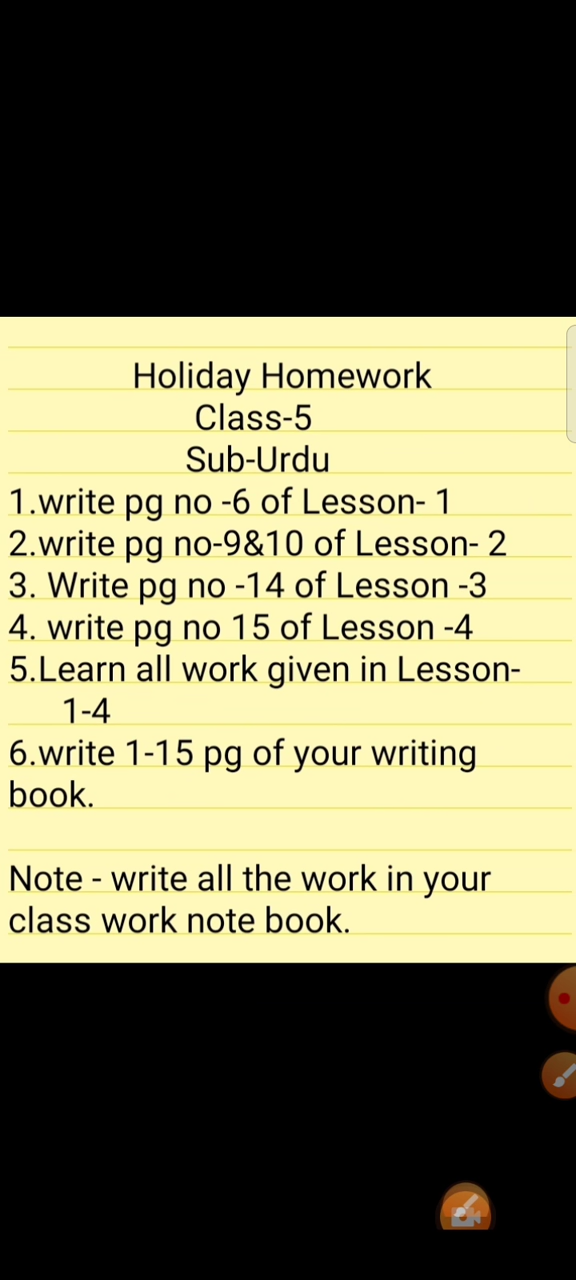 Holiday Homework
Class-5
Sub-Urdu
1.write pg no -6 of Lesson- 1
2.write pg no-9&10 of Lesson- 2
3. Write pg no -14 of Lesson -3
4. write pg no 15 of Lesson -4
5.Learn all work given in Lesson-
1-4
6.write 1-15 pg of your writing
book.
Note - write all the work in your
class work note book.